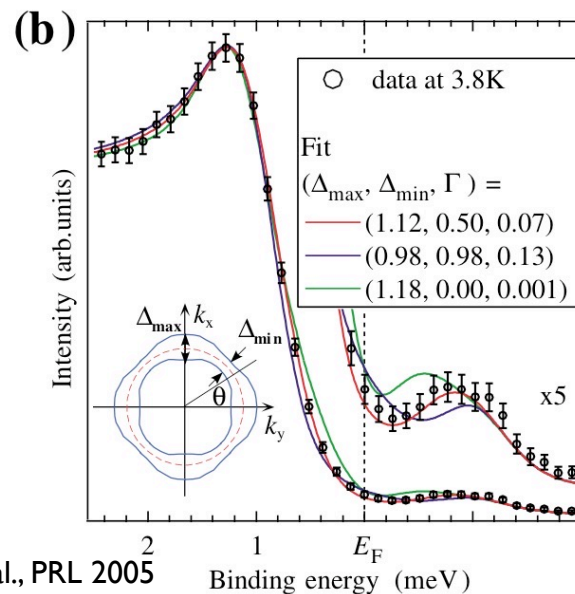 (b)
data at 3.8K
Fit
(Δmax, Δmin, Γ) =
(1.12, 0.50, 0.07)
(0.98, 0.98, 0.13)
(1.18, 0.00, 0.001)
Intensity (arb.units)
Δmax
kx
Δmin
θ
ky
x5
2
1
EF
al., PRL 2005
Binding energy (meV)